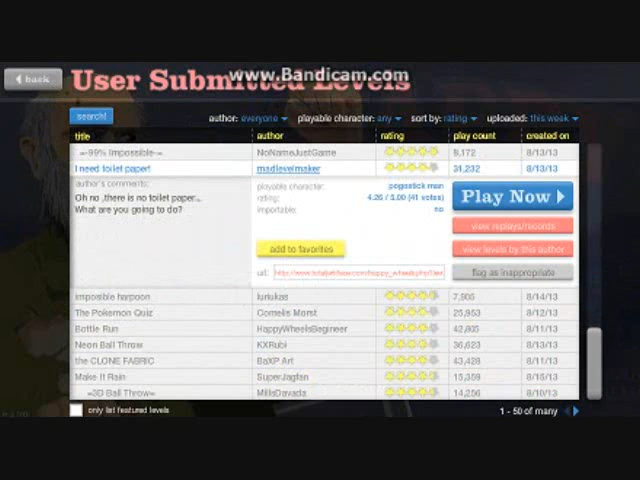 back
User Submitted Levels
www.Bandicam.com
search!
author: everyone playable character: any sort by: rating uploaded: this week
title author rating play count created on
-=99% Impossible-= NoNameJustGame 9,172 8/13/13
I need toilet paper! madlevelmaker 31,232 8/13/13
author's comments:
Oh no ,there is no toilet paper...
What are you going to do?
playable character: pogostick man
rating: 4.26 / 5.00 (41 votes)
importable: no
Play Now
view replays/records
add to favorites
view levels by this author
url:
flag as inappropriate
impossible harpoon luriukas 7,905 8/14/13
The Pokemon Quiz Cornelis Morst 25,953 8/12/13
Bottle Run HappyWheelsBegineer 42,805 8/11/13
Neon Ball Throw KXRubi 36,623 8/13/13
the CLONE FABRIC BaXP Art 43,428 8/11/13
Make It Rain SuperJagfan 15,359 8/15/13
=3D Ball Throw= MillsDavada 14,256 8/10/13
only list featured levels 1 - 50 of many